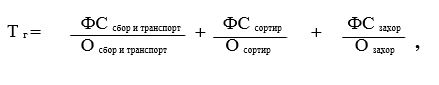 Т г = ФС сбор и транспорт / О сбор и транспорт + ФС сортир / О сортир + ФС захор / О захор ,